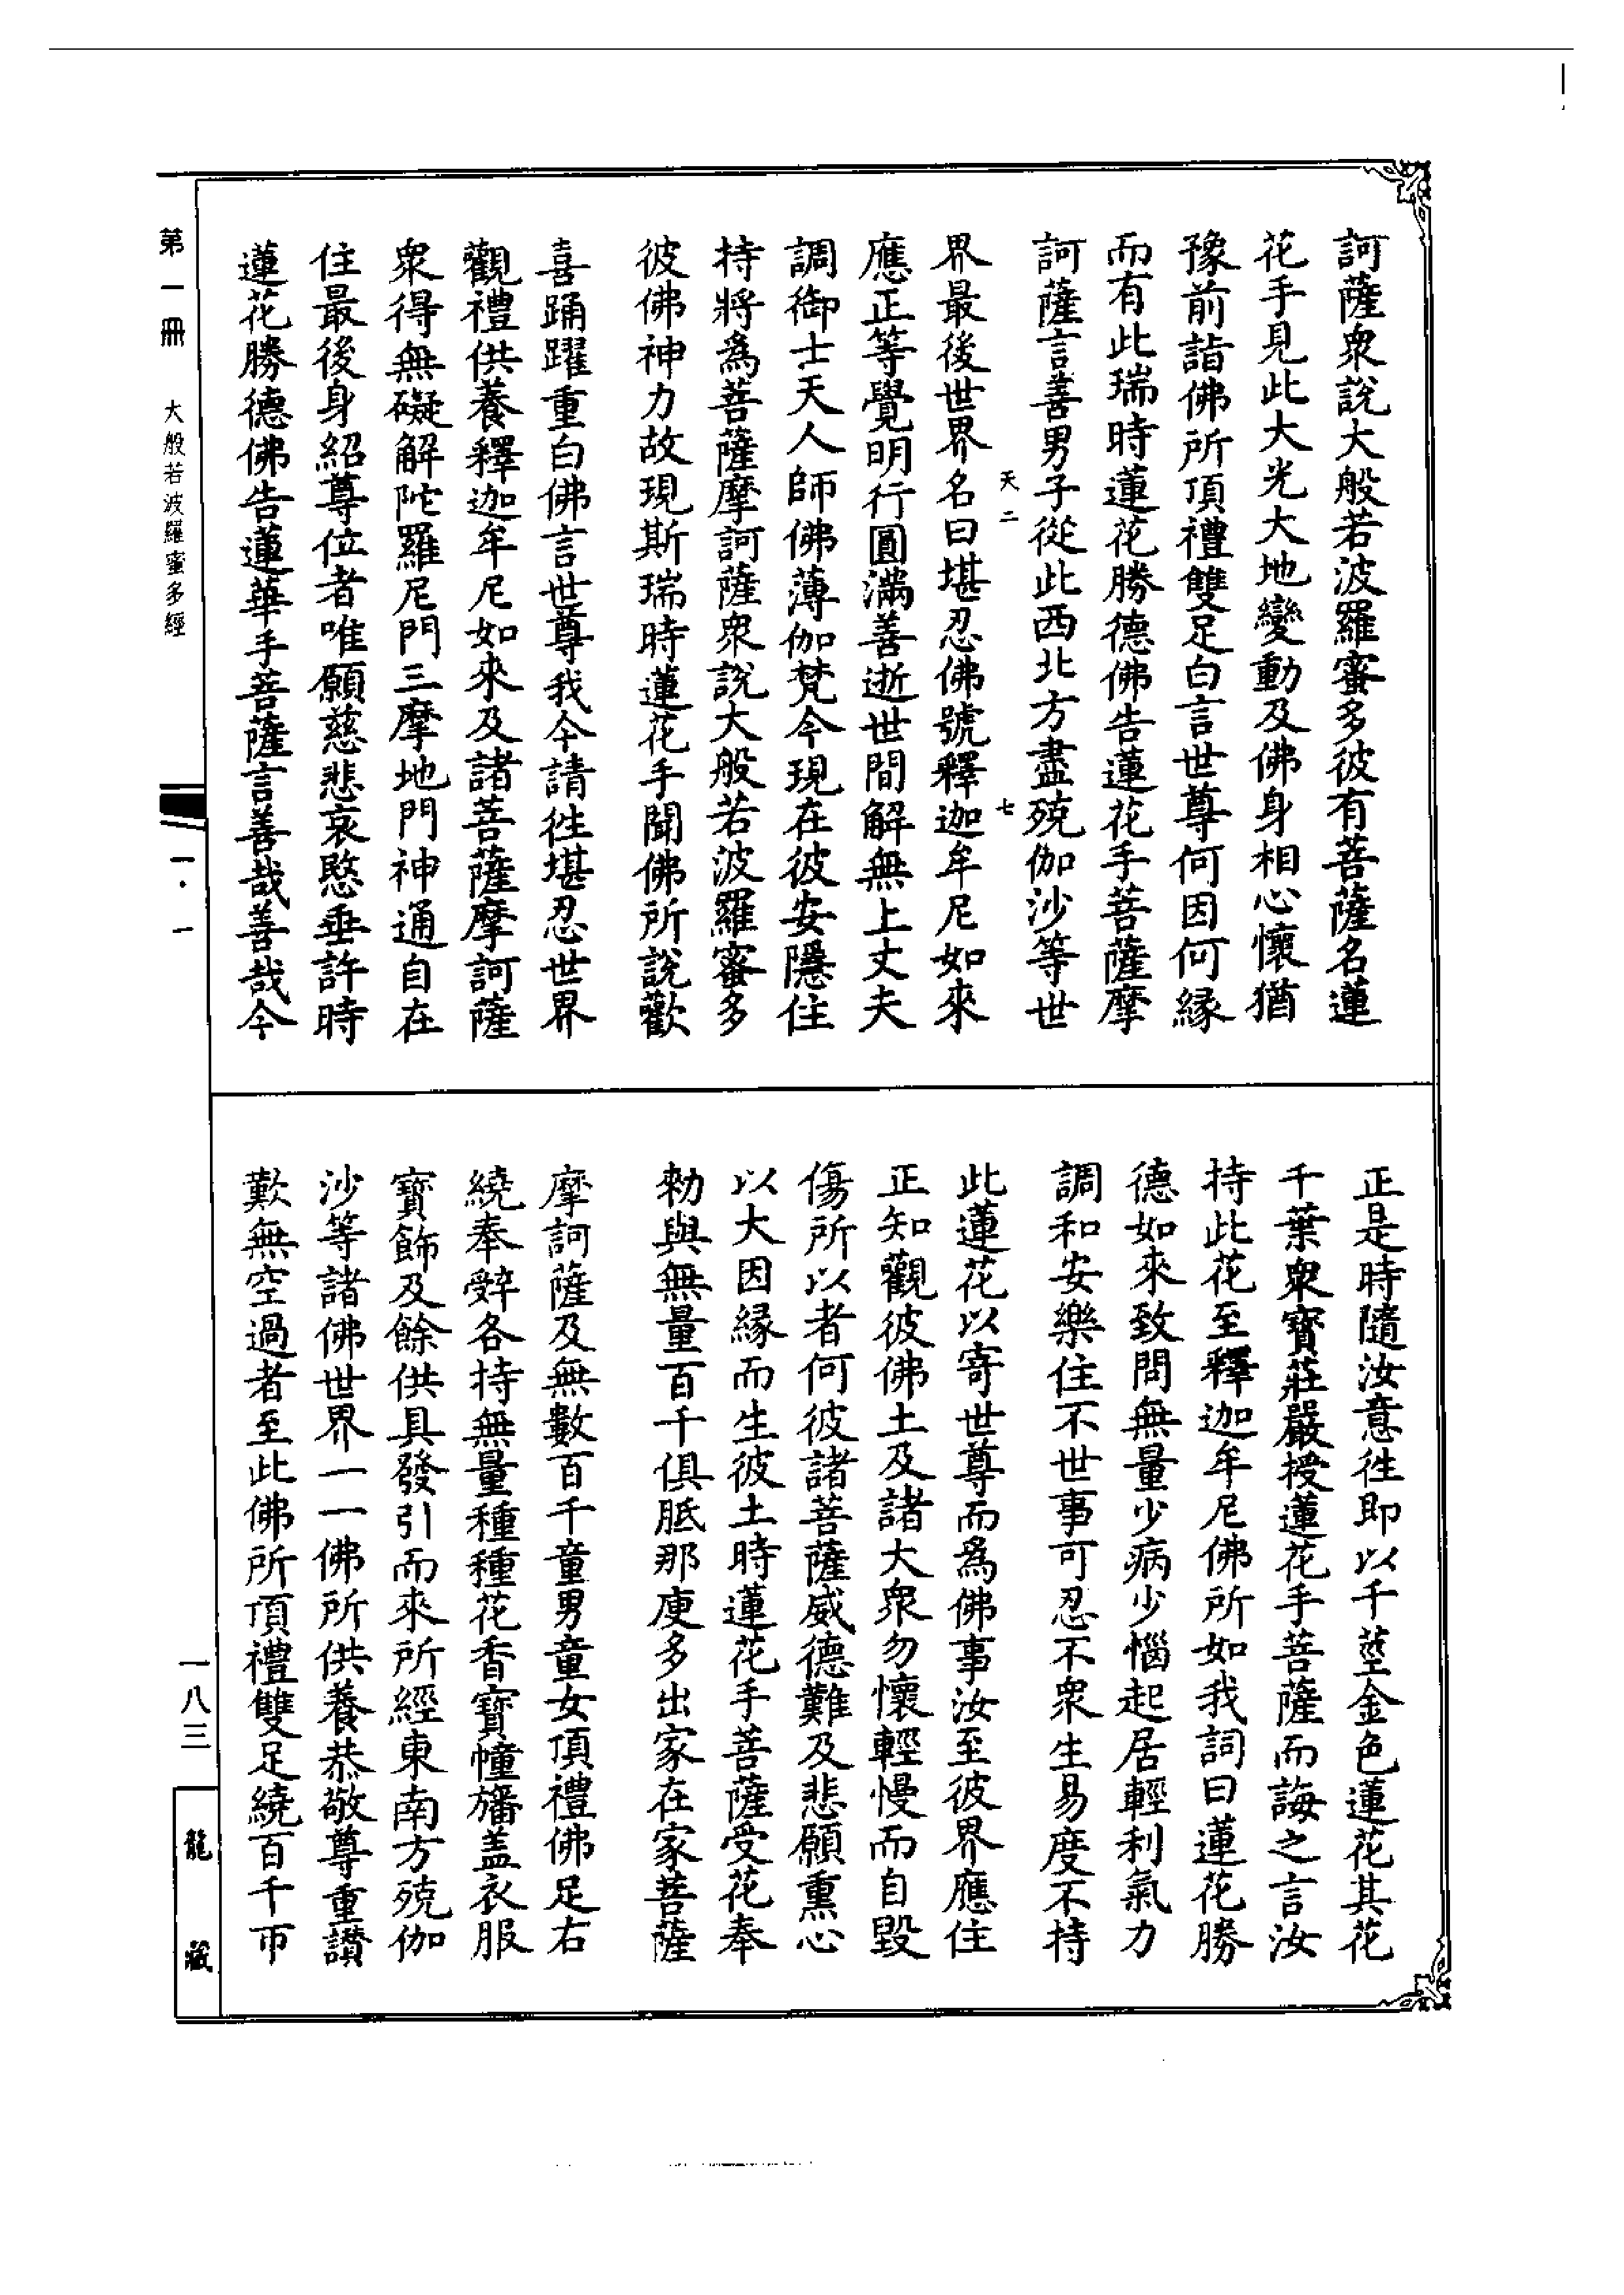 訶薩衆說大般若波羅蜜多彼有菩薩名蓮
花手見此大光大地變動及佛身相心懷猶
豫前詣佛所頂禮雙足白言世尊何因何緣
而有此瑞時蓮花勝德佛告蓮花手菩薩摩
訶薩言善男子從此西北方盡殑伽沙等世
天二 七
界最後世界名曰堪忍佛號釋迦牟尼如來
應正等覺明行圓滿善逝世間解無上丈夫
調御士天人師佛薄伽梵今現在彼安隱住
持將為菩薩摩訶薩衆說大般若波羅蜜多
彼佛神力故現斯瑞時蓮花手聞佛所說歡
喜踊躍重白佛言世尊我今請往堪忍世界
觀禮供養釋迦牟尼如來及諸菩薩摩訶薩
衆得無礙解陀羅尼門三摩地門神通自在
住最後身紹尊位者唯願慈悲哀愍垂許時
蓮花勝德佛告蓮華手菩薩言善哉善哉今
正是時隨汝意往即以千莖金色蓮花其花
千葉衆寶莊嚴授蓮花手菩薩而誨之言汝
持此花至釋迦牟尼佛所如我詞曰蓮花勝
德如來致問無量少病少惱起居輕利氣力
調和安樂住不世事可忍不衆生易度不持
此蓮花以寄世尊而為佛事汝至彼界應住
正知觀彼佛土及諸大衆勿懷輕慢而自毀
傷所以者何彼諸菩薩威德難及悲願熏心
以大因緣而生彼土時蓮花手菩薩受花奉
勑與無量百千俱胝那庾多出家在家菩薩
摩訶薩及無數百千童男童女頂禮佛足右
繞奉辤各持無量種種花香寶幢旛盖衣服
寶飾及餘供具發引而來所經東南方殑伽
沙等諸佛世界一一佛所供養恭敬尊重讃
歎無空過者至此佛所頂禮雙足繞百千帀
第一冊 大般若波羅蜜多經
一·一
一八三
龍藏